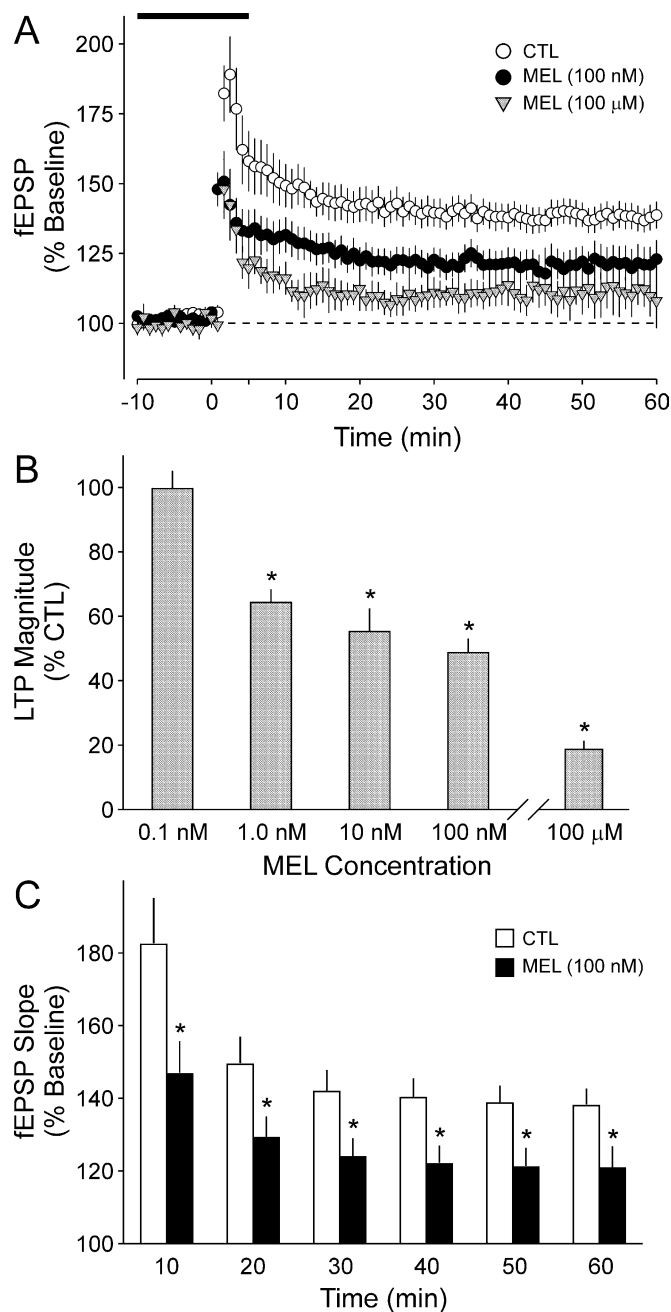 A
200
175
150
125
100
fEPSP
(% Baseline)
CTL
MEL (100 nM)
MEL (100 μM)
-10 0 10 20 30 40 50 60
Time (min)
B
100
80
60
40
20
0
LTP Magnitude
(% CTL)
* * * *
0.1 nM 1.0 nM 10 nM 100 nM 100 μM
MEL Concentration
C
180
160
140
120
100
fEPSP Slope
(% Baseline)
CTL
MEL (100 nM)
* * * * * *
10 20 30 40 50 60
Time (min)